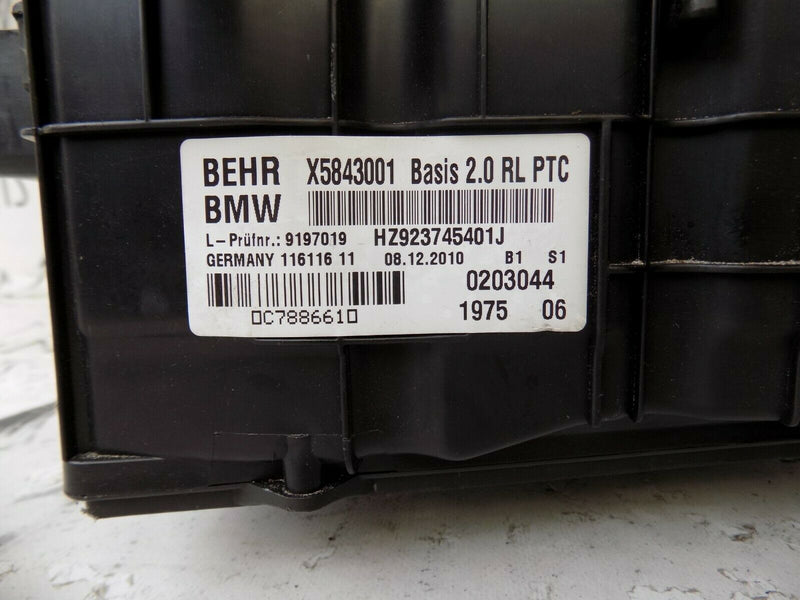 BEHR X5843001 Basis 2.0 RL PTC
BMW
L-Prüfnr.: 9197019 HZ923745401J
GERMANY 116116 11 08.12.2010 B1 S1
0203044
C788661
1975 06